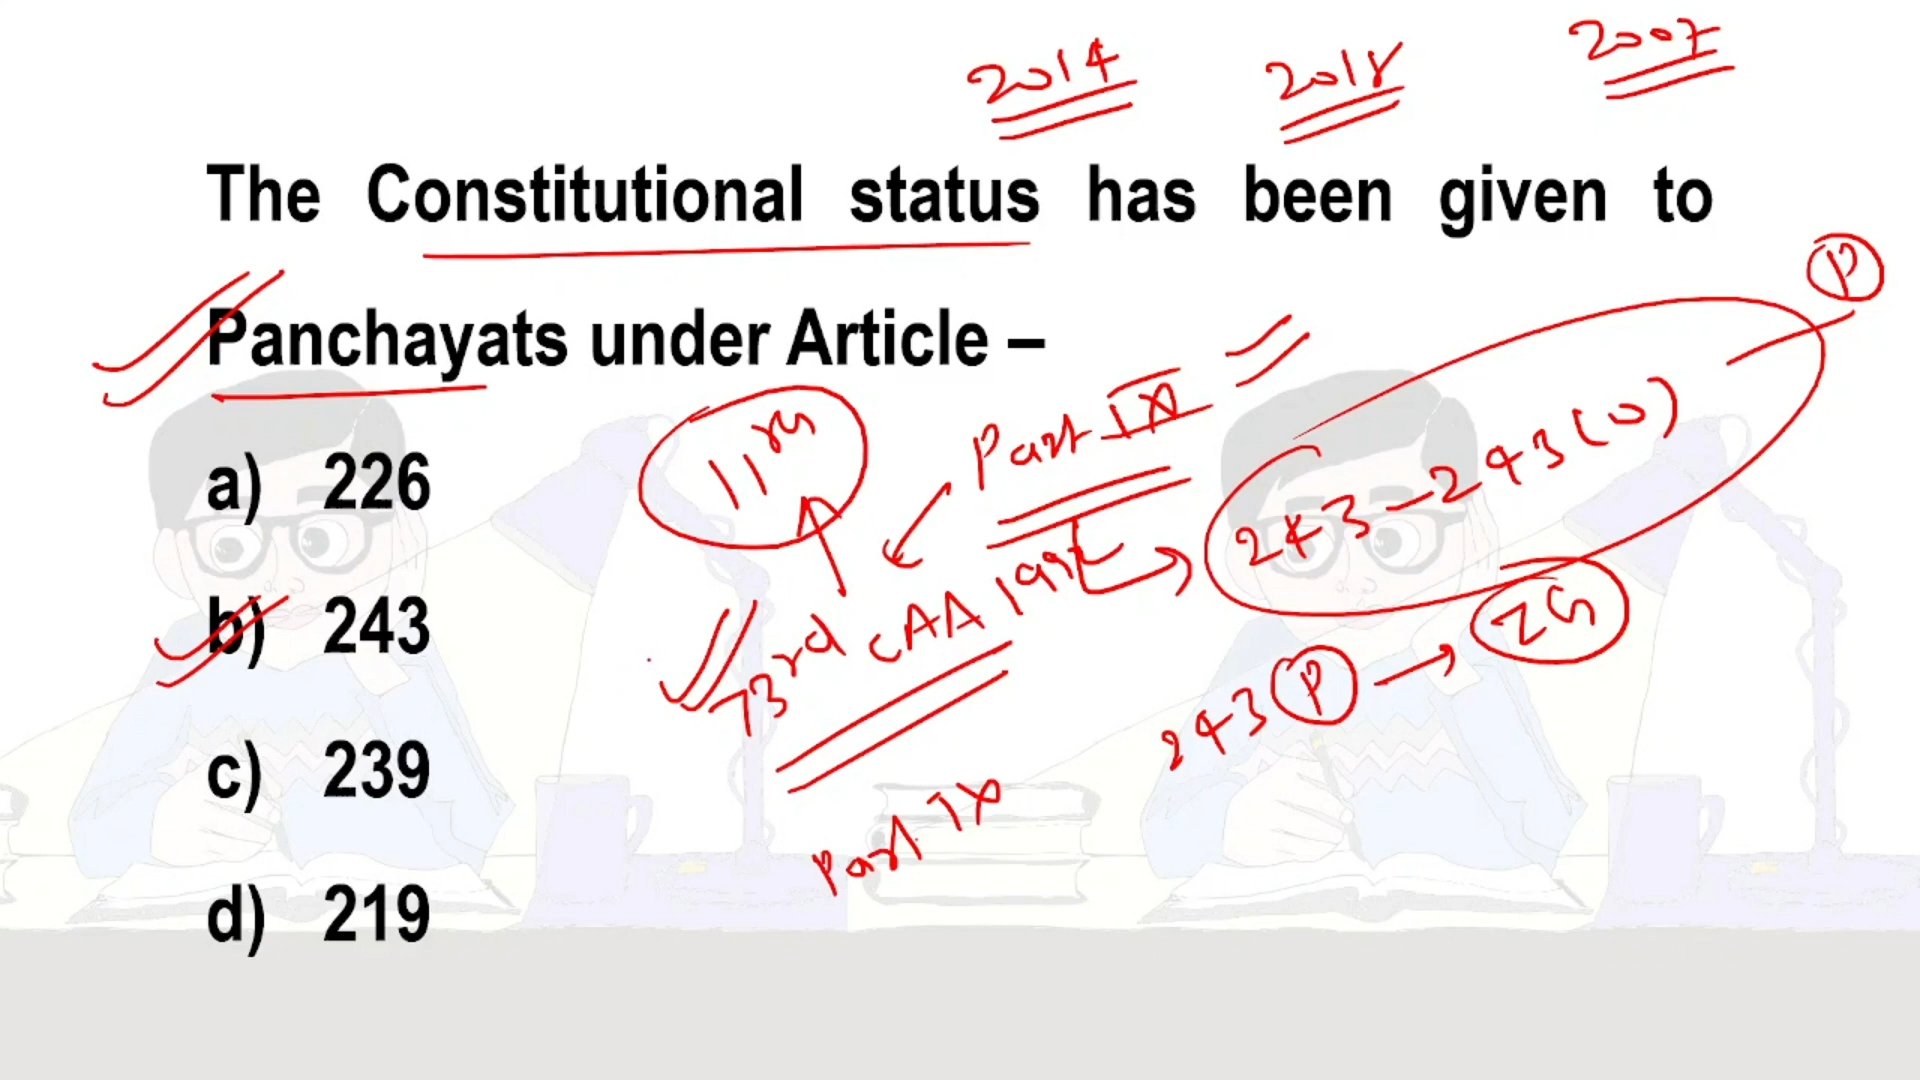 2014 2018 2007
The Constitutional status has been given to
P
Panchayats under Article –
11
Part IX
243-243(O)
a) 226
b) 243
73rd CAA 1992
243 P → ZG
c) 239
Part IX
d) 219